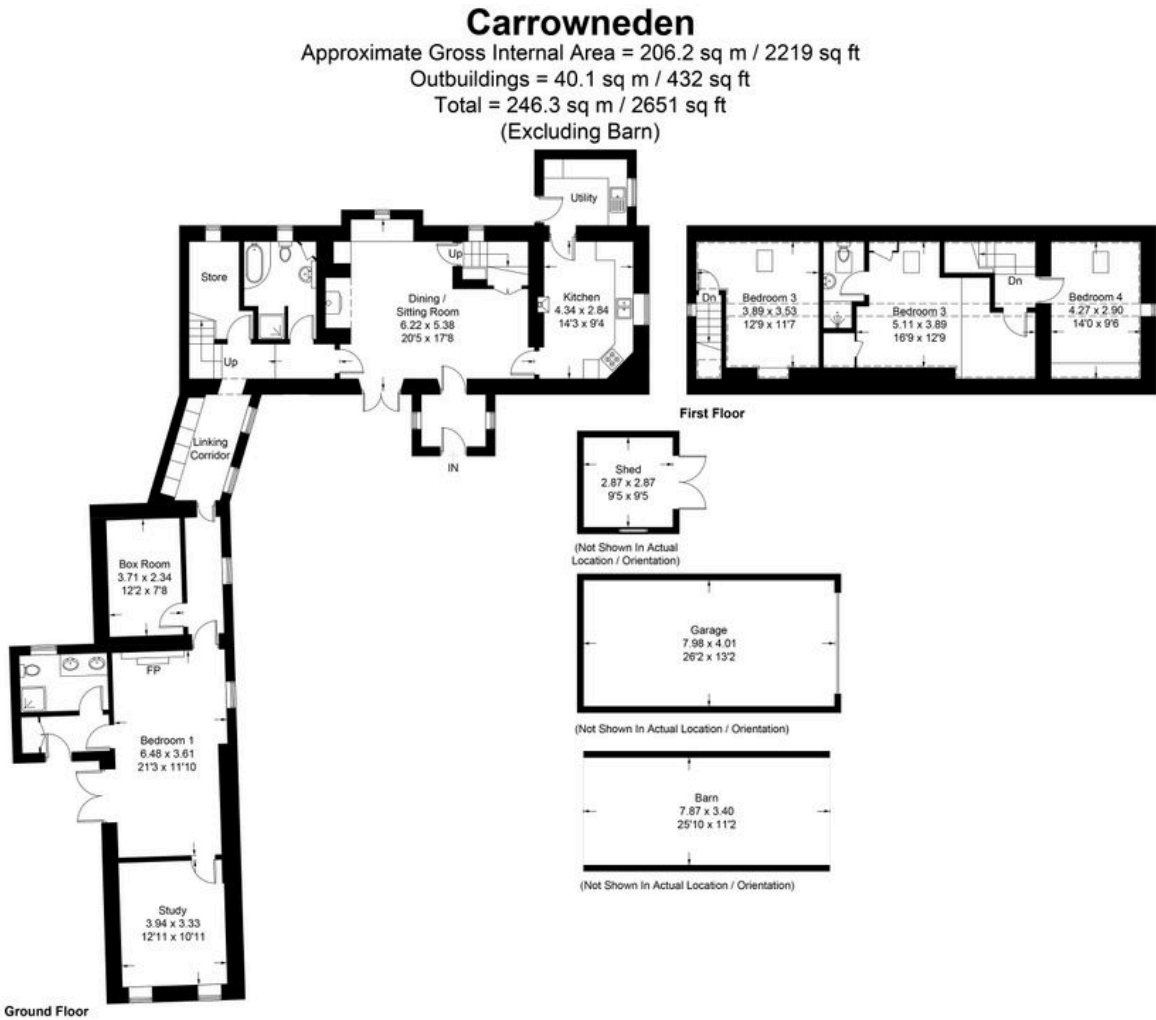 Carrowneden
Approximate Gross Internal Area = 206.2 sq m / 2219 sq ft
Outbuildings = 40.1 sq m / 432 sq ft
Total = 246.3 sq m / 2651 sq ft
(Excluding Barn)
Utility
Store
Up
Dining /
Sitting Room
6.22 x 5.38
20'5 x 17'8
Kitchen
4.34 x 2.84
14'3 x 9'4
Up
Linking
Corridor
IN
Dn
Bedroom 3
3.89 x 3.53
12'9 x 11'7
Bedroom 3
5.11 x 3.89
16'9 x 12'9
Dn
Bedroom 4
4.27 x 2.90
14'0 x 9'6
First Floor
Shed
2.87 x 2.87
9'5 x 9'5
(Not Shown In Actual
Location / Orientation)
Box Room
3.71 x 2.34
12'2 x 7'8
Garage
7.98 x 4.01
26'2 x 13'2
(Not Shown In Actual Location / Orientation)
FP
Bedroom 1
6.48 x 3.61
21'3 x 11'10
Barn
7.87 x 3.40
25'10 x 11'2
(Not Shown In Actual Location / Orientation)
Study
3.94 x 3.33
12'11 x 10'11
Ground Floor